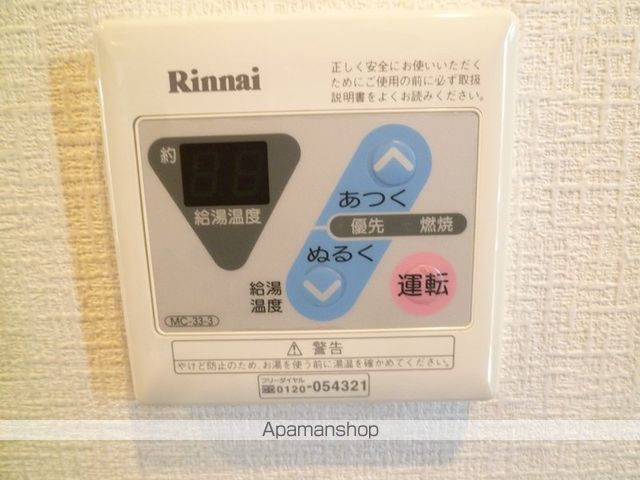 Rinnai
正しく安全にお使いいただく
ためにご使用の前に必ず取扱
説明書をよくお読みください。
約
給湯温度
あつく
優先 燃焼
ぬるく
給湯
温度
運転
MC-33-3
⚠ 警告
やけど防止のため、お湯を使う前に湯温を確かめてください。
フリーダイヤル
0120-054321
Apamanshop